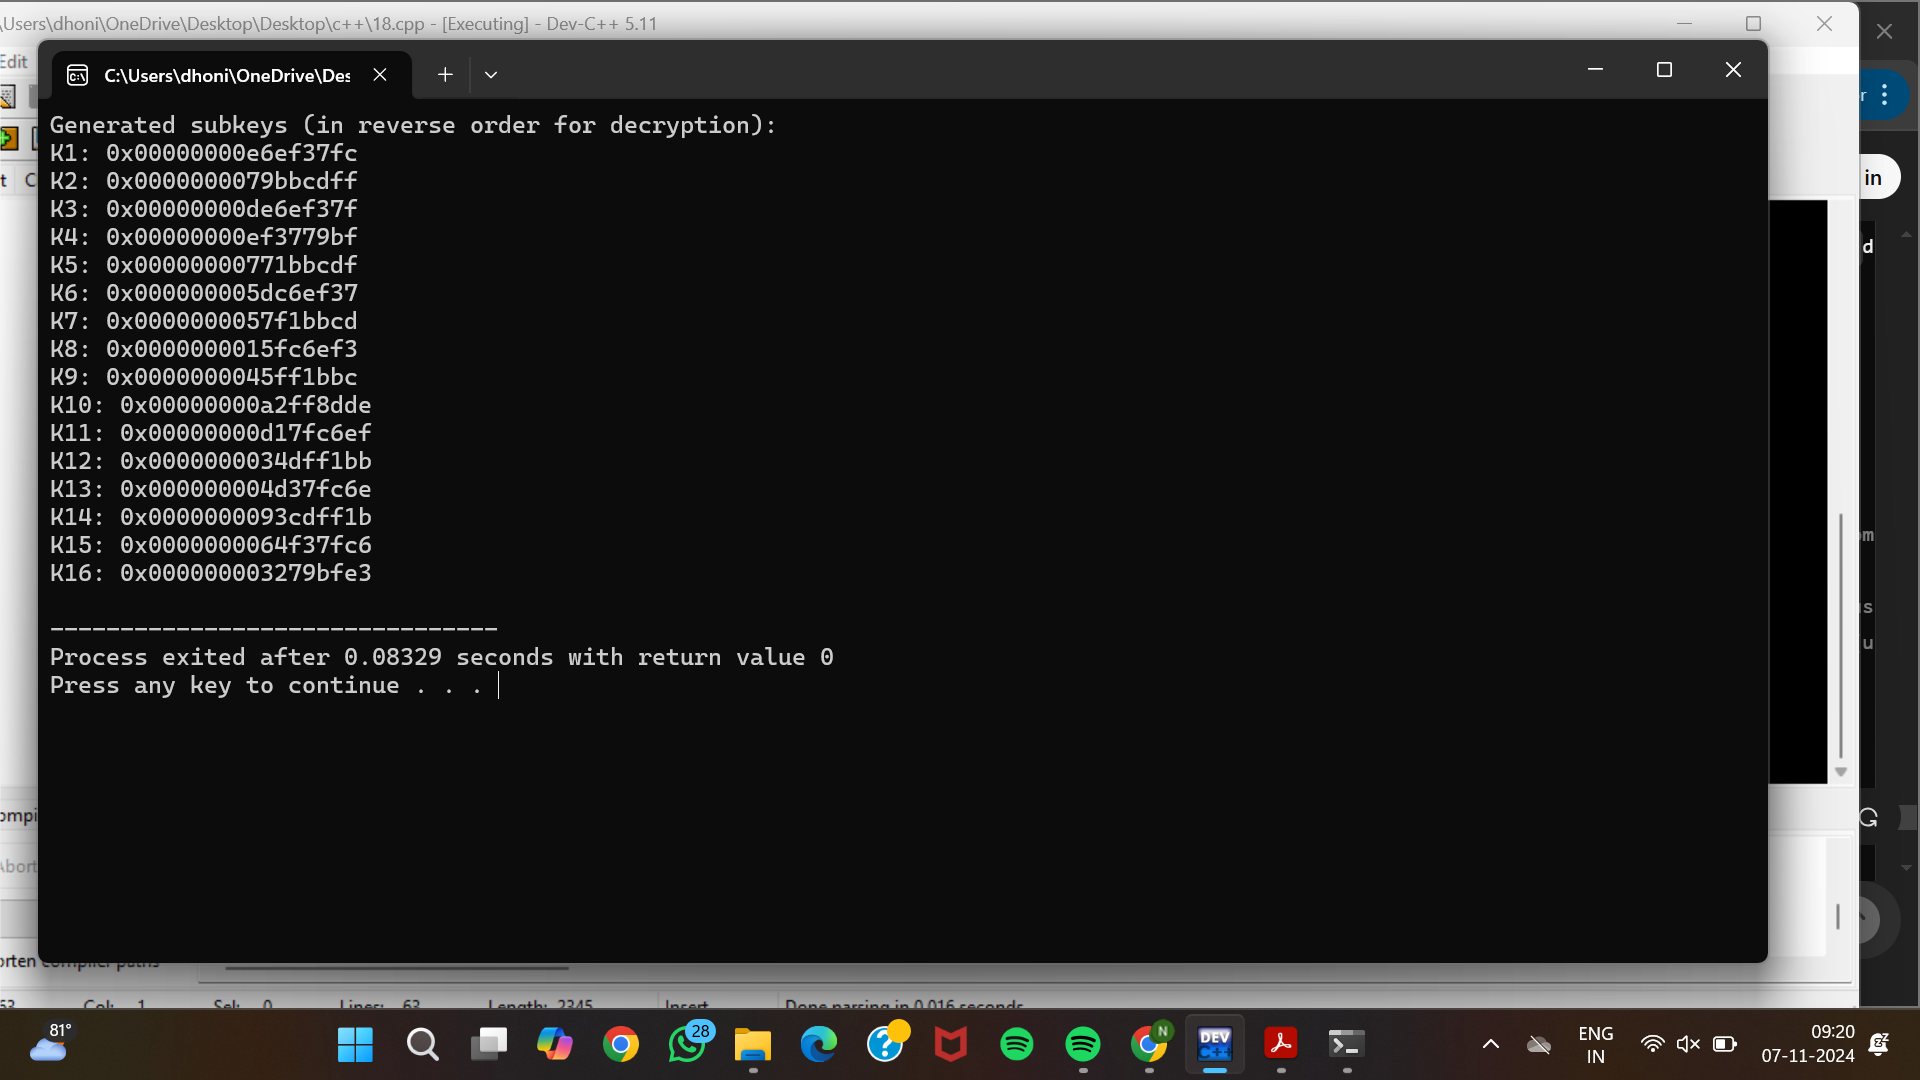 \Users\dhoni\OneDrive\Desktop\Desktop\c++\18.cpp - [Executing] - Dev-C++ 5.11
Edit
C:\Users\dhoni\OneDrive\Des
Generated subkeys (in reverse order for decryption):
K1: 0x00000000e6ef37fc
K2: 0x0000000079bbcdff
K3: 0x00000000de6ef37f
K4: 0x00000000ef3779bf
K5: 0x00000000771bbcdf
K6: 0x000000005dc6ef37
K7: 0x0000000057f1bbcd
K8: 0x0000000015fc6ef3
K9: 0x0000000045ff1bbc
K10: 0x00000000a2ff8dde
K11: 0x00000000d17fc6ef
K12: 0x0000000034dff1bb
K13: 0x000000004d37fc6e
K14: 0x0000000093cdff1b
K15: 0x0000000064f37fc6
K16: 0x000000003279bfe3
--------------------------------
Process exited after 0.08329 seconds with return value 0
Press any key to continue . . .
r
in
t C
d
om
us
u
ompi
Abort
orten compiler paths
63 Col: 1 Sel: 0 Lines: 63 Length: 2345 Insert Done parsing in 0.016 seconds
81°
28
N
DEV
C++
ENG
IN
09:20
07-11-2024